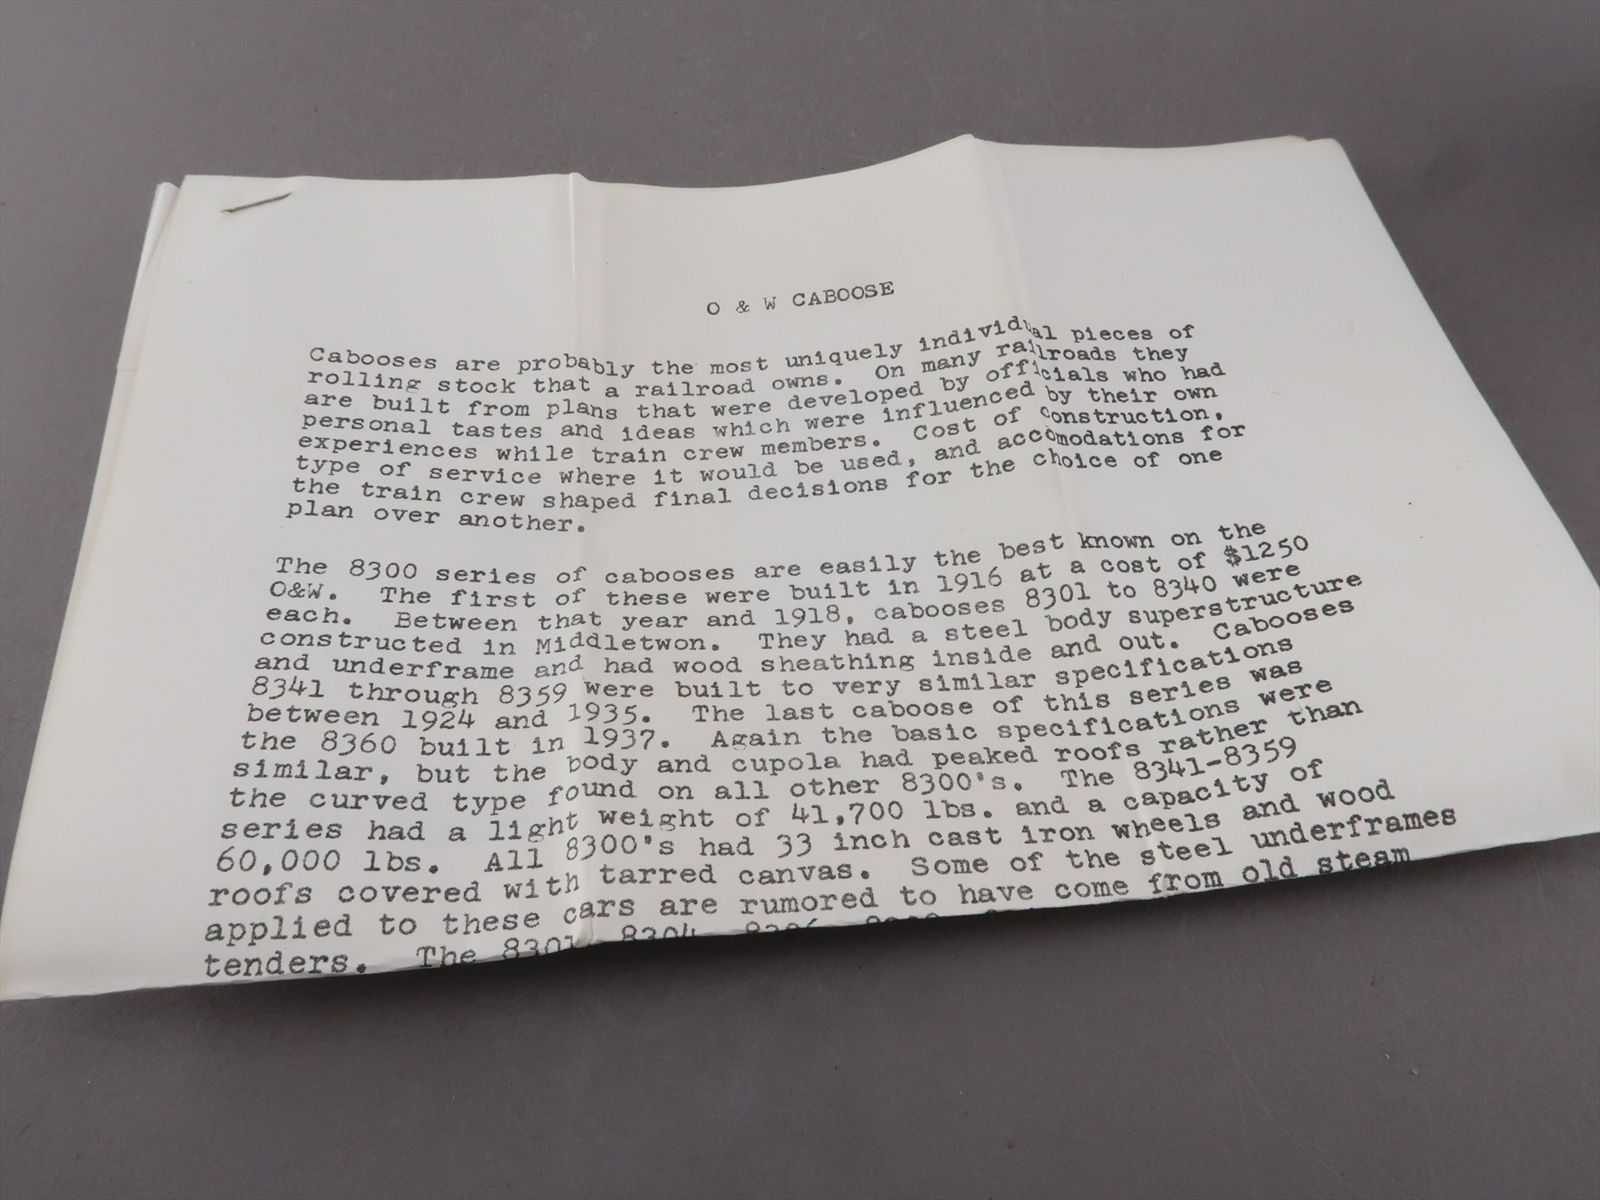 O & W CABOOSE
Cabooses are probably the most uniquely individual pieces of
rolling stock that a railroad owns. On many railroads they
are built from plans that were developed by officials who had
personal tastes and ideas which were influenced by their own
experiences while train crew members. Cost of construction,
type of service where it would be used, and accomodations for
the train crew shaped final decisions for the choice of one
plan over another.
The 8300 series of cabooses are easily the best known on the
O&W. The first of these were built in 1916 at a cost of $1250
each. Between that year and 1918, cabooses 8301 to 8340 were
constructed in Middletwon. They had a steel body superstructure
and underframe and had wood sheathing inside and out. Cabooses
8341 through 8359 were built to very similar specifications
between 1924 and 1935. The last caboose of this series was
the 8360 built in 1937. Again the basic specifications were
similar, but the body and cupola had peaked roofs rather than
the curved type found on all other 8300's. The 8341-8359
series had a light weight of 41,700 lbs. and a capacity of
60,000 lbs. All 8300's had 33 inch cast iron wheels and wood
roofs covered with tarred canvas. Some of the steel underframes
applied to these cars are rumored to have come from old steam
tenders. The 8301 8304